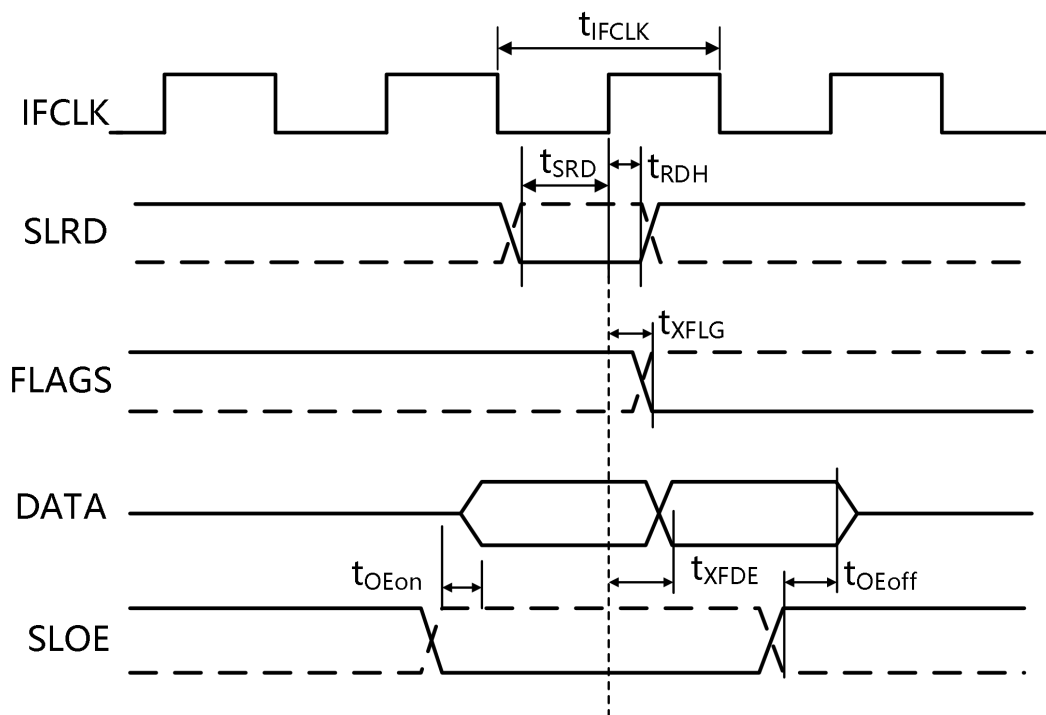 tIFCLK
IFCLK
tSRD
tRDH
SLRD
tXFLG
FLAGS
DATA
tOEon
tXFDE
tOEoff
SLOE